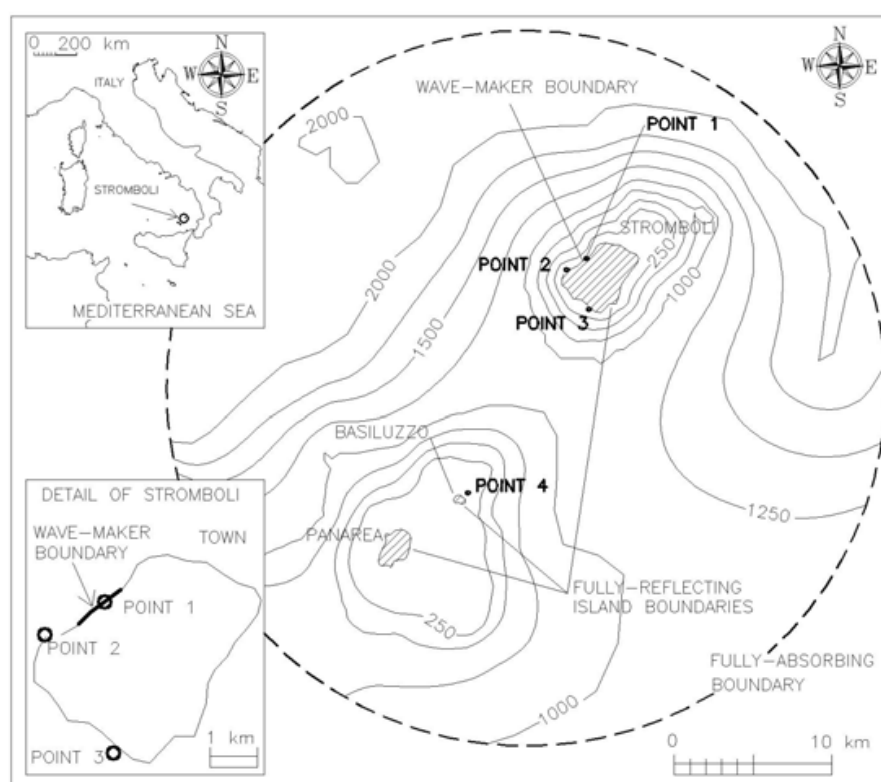 0 200 km
N
W E
S
ITALY
STROMBOLI
MEDITERRANEAN SEA
N
W E
S
WAVE-MAKER BOUNDARY
2000
POINT 1
STROMBOLI
POINT 2
250
1000
POINT 3
2000
1500
BASILUZZO
POINT 4
1250
PANAREA
FULLY-REFLECTING
ISLAND BOUNDARIES
250
FULLY-ABSORBING
BOUNDARY
1000
DETAIL OF STROMBOLI
WAVE-MAKER
BOUNDARY
TOWN
POINT 1
POINT 2
POINT 3
1 km
0 10
km